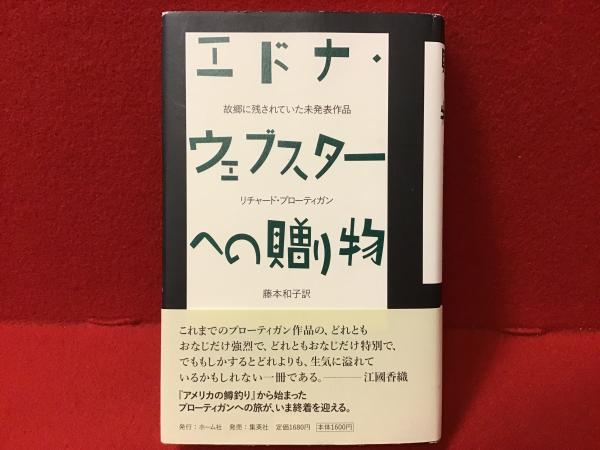 エドナ・
故郷に残されていた未発表作品
ウェブスター
リチャード・ブローティガン
への贈り物
藤本和子訳
これまでのブローティガン作品の、どれとも
おなじだけ強烈で、どれともおなじだけ特別で、
でももしかするとどれよりも、生気に溢れて
いるかもしれない一冊である。———江國香織
『アメリカの鱒釣り』から始まった
ブローティガンへの旅が、いま終着を迎える。
発行：ホーム社 発売：集英社 定価1680円 本体1600円